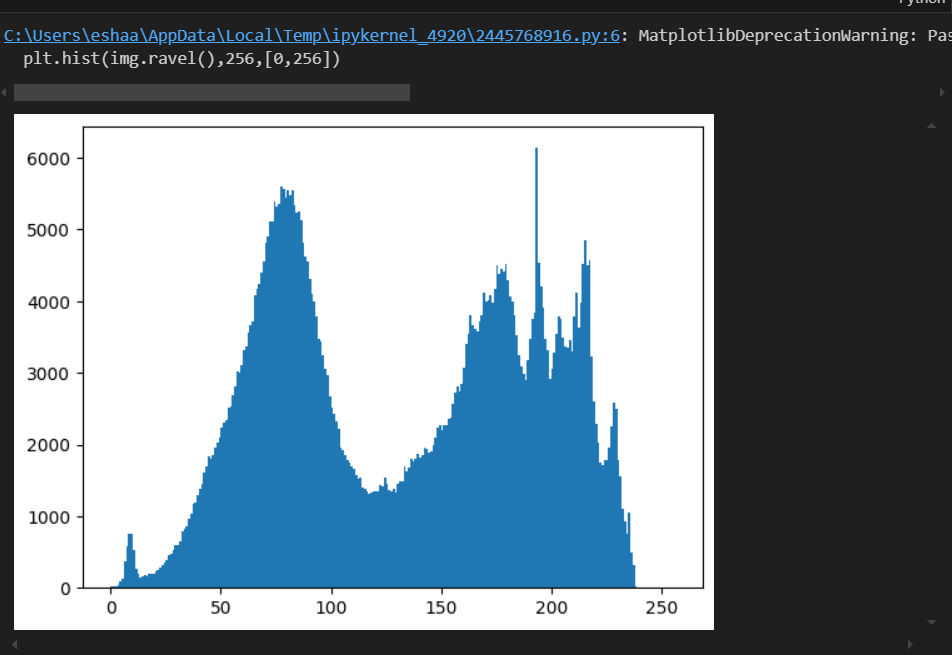 C:\Users\eshaa\AppData\Local\Temp\ipykernel_4920\2445768916.py:6: MatplotlibDeprecationWarning:
plt.hist(img.ravel(),256,[0,256])
6000
5000
4000
3000
2000
1000
0
0 50 100 150 200 250